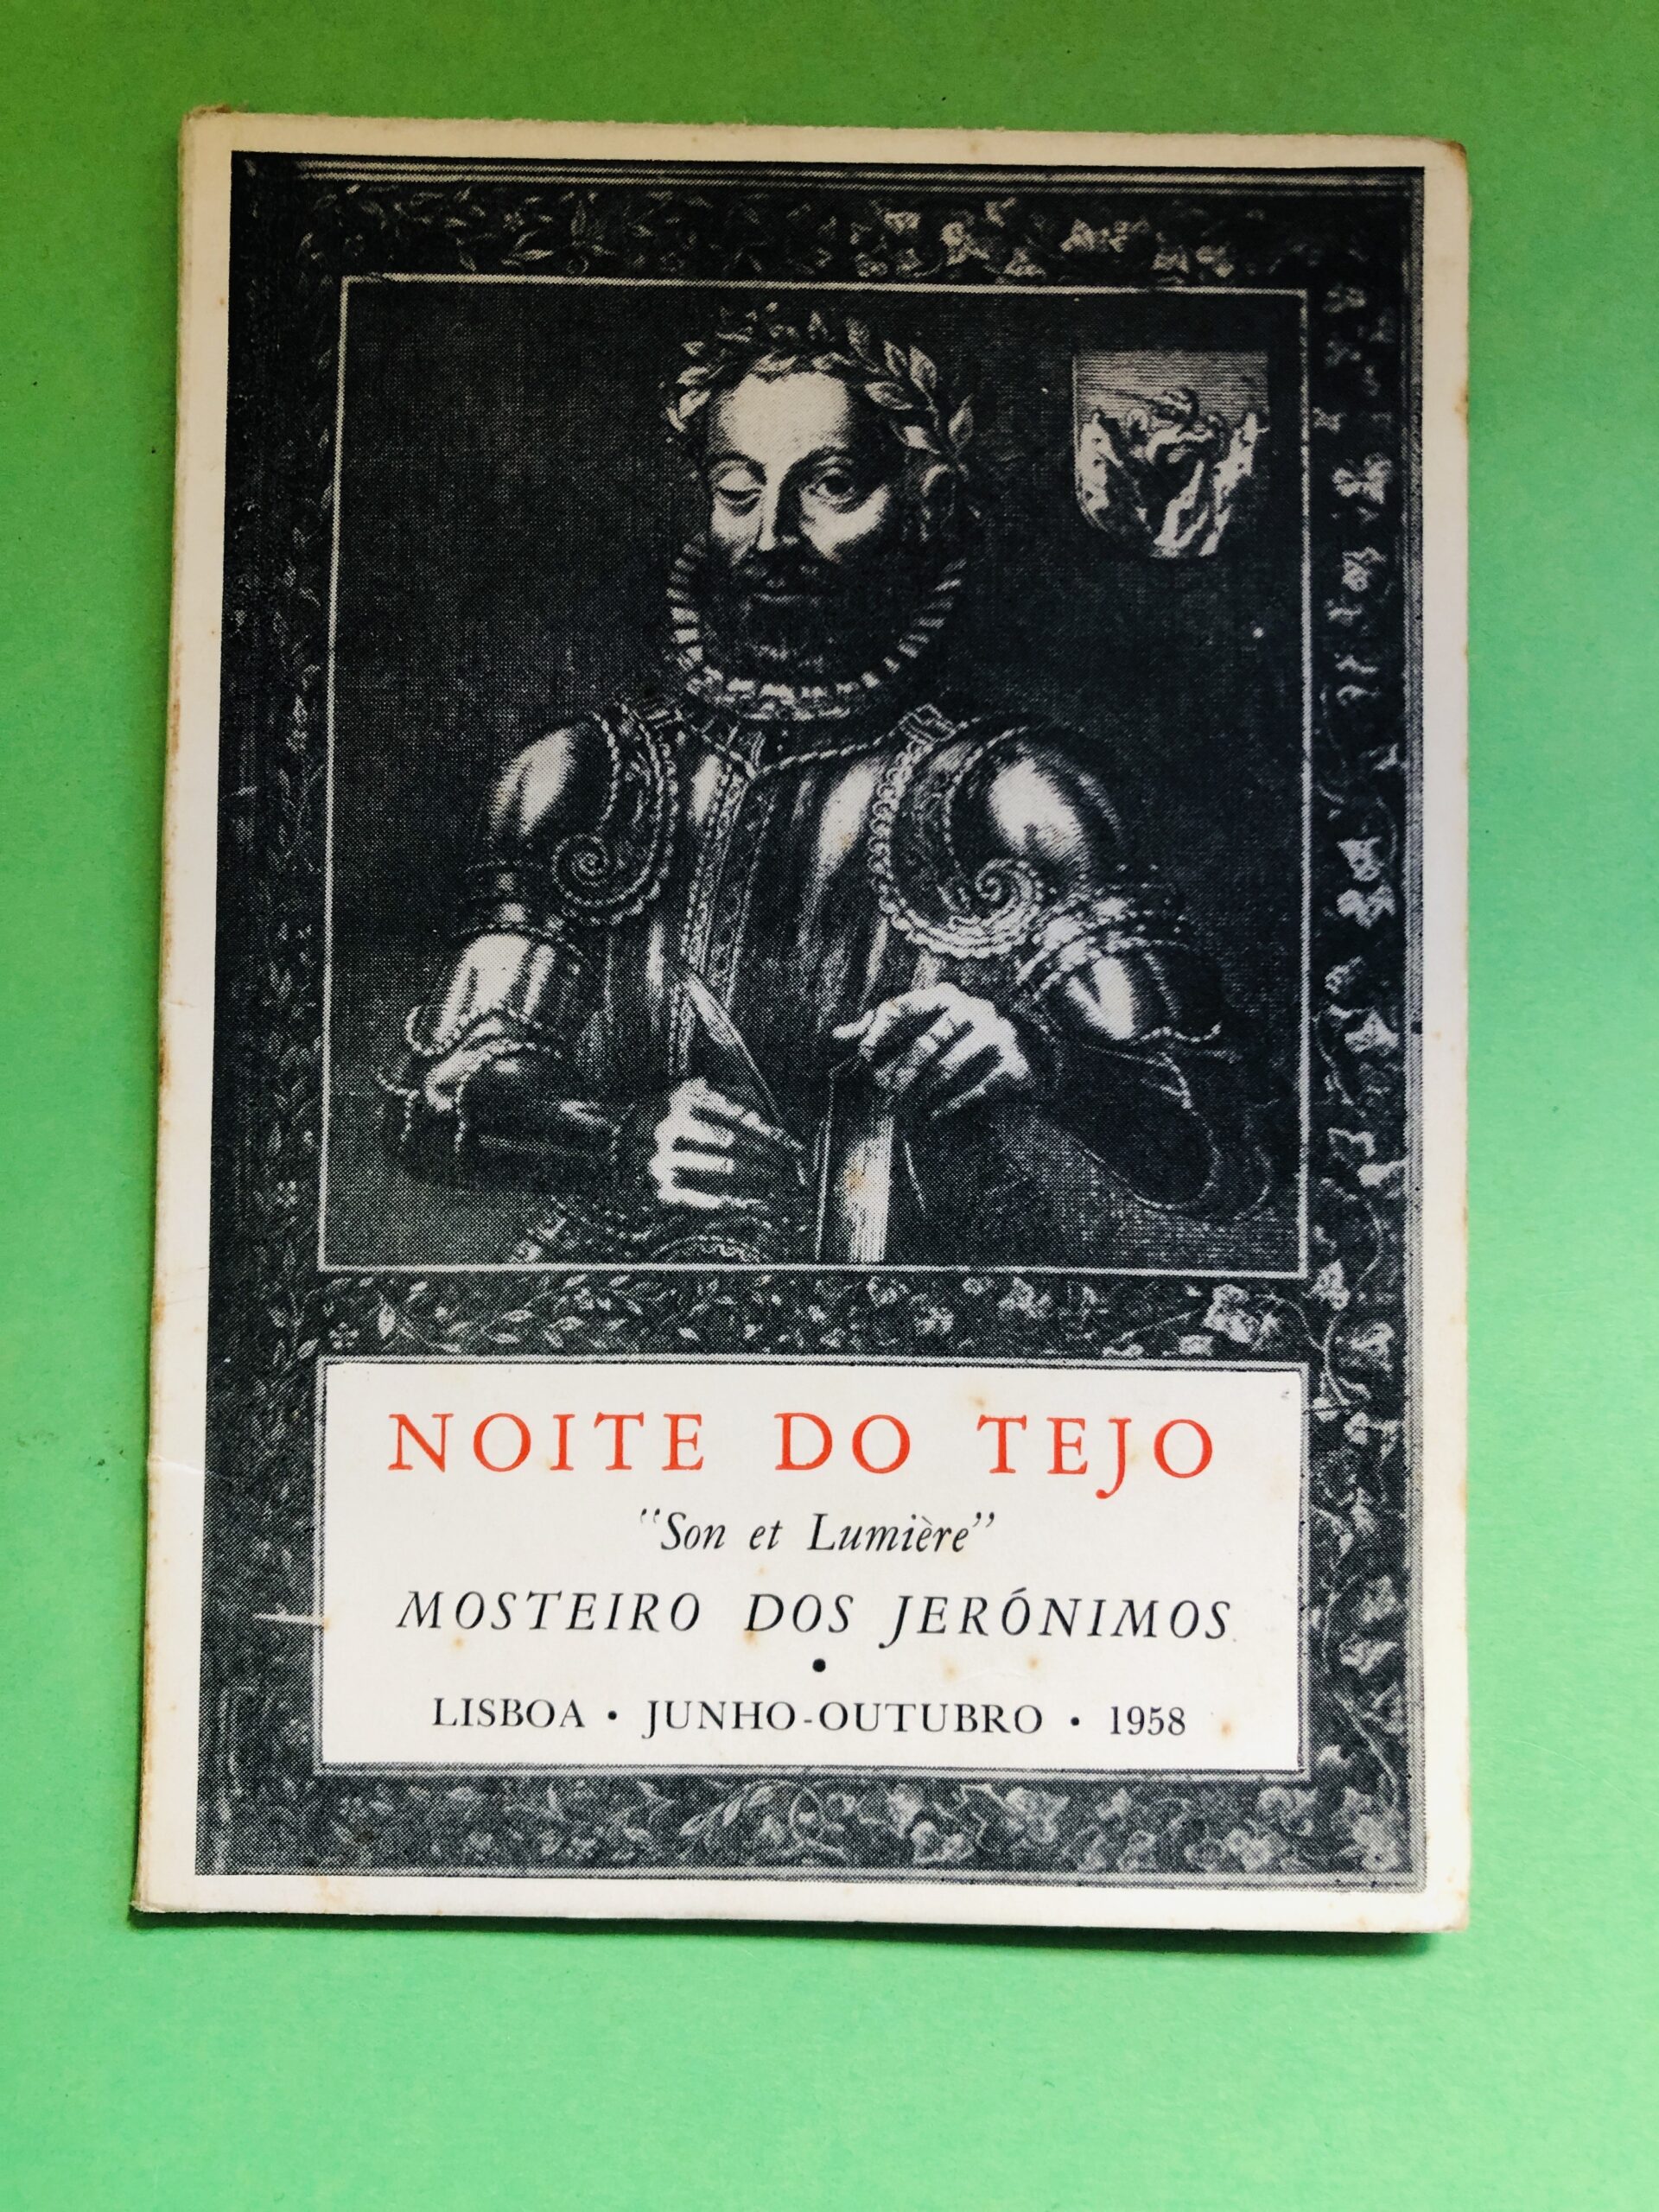 NOITE DO TEJO
"Son et Lumière"
MOSTEIRO DOS JERÓNIMOS
•
LISBOA • JUNHO-OUTUBRO • 1958